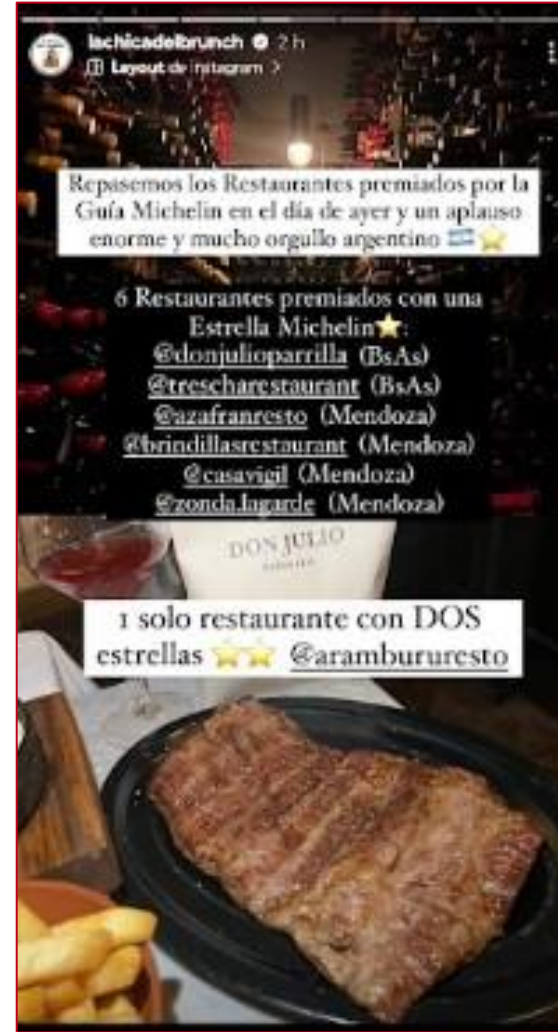 lachicadelbrunch 2 h
Layout de Instagram >
Repasemos los Restaurantes premiados por la
Guía Michelin en el día de ayer y un aplauso
enorme y mucho orgullo argentino 🇦🇷⭐
6 Restaurantes premiados con una
Estrella Michelin⭐:
@donjulioparrilla (BsAs)
@trescharestaurant (BsAs)
@azafranresto (Mendoza)
@brindillasrestaurant (Mendoza)
@casavigil (Mendoza)
@zonda.lagarde (Mendoza)
DON JULIO
1 solo restaurante con DOS
estrellas ⭐⭐ @arambururesto